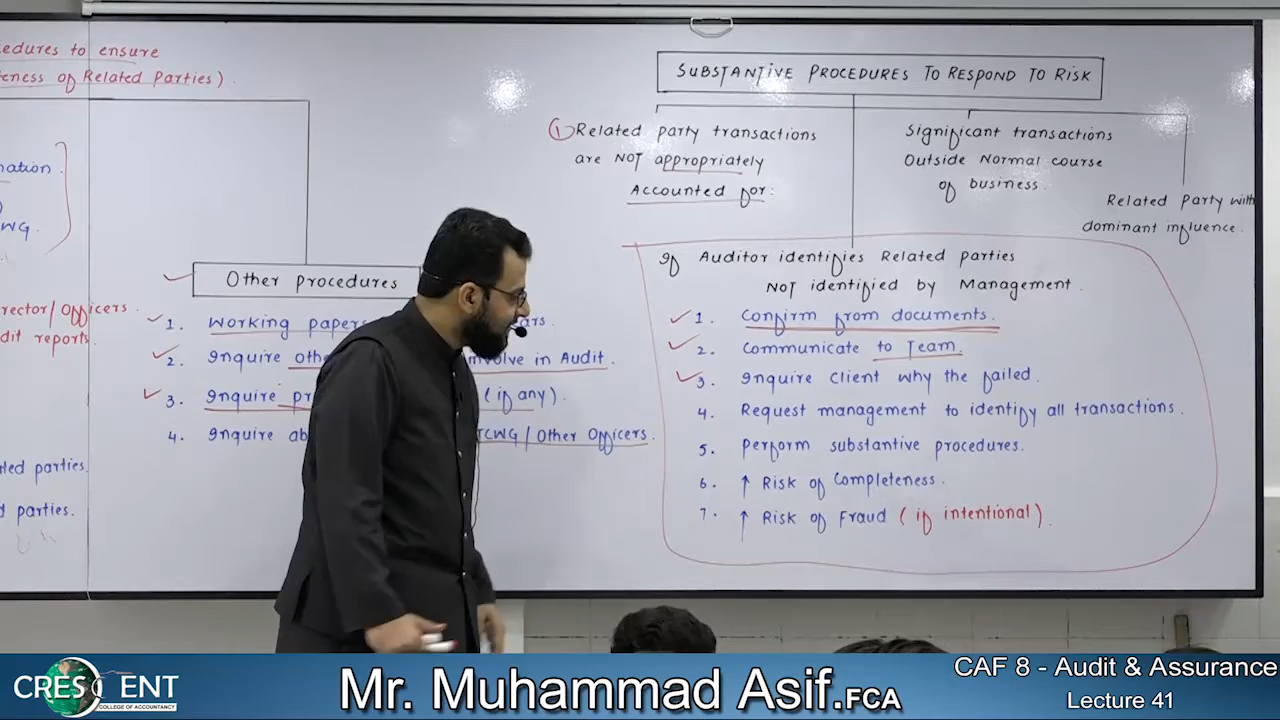 edures to ensure
teness of Related Parties)
nation
WG.
rector/Officers
dit reports
ted parties
d parties.
Other procedures
1. Working papers ars.
2. Inquire othe involve in Audit.
3. Inquire pr (if any).
4. Inquire ab TCWG/Other Officers.
SUBSTANTIVE PROCEDURES TO RESPOND TO RISK
① Related party transactions
are NOT appropriately
Accounted for:
Significant transactions
Outside Normal course
of business.
Related Party with
dominant influence.
If Auditor identifies Related parties
NOT identified by Management.
1. Confirm from documents.
2. Communicate to Team.
3. Inquire Client why the failed.
4. Request management to identify all transactions.
5. Perform substantive procedures.
6. ↑ Risk of Completeness.
7. ↑ Risk of Fraud (if intentional).
CRESCENT
COLLEGE OF ACCOUNTANCY
Mr. Muhammad Asif.FCA
CAF 8 - Audit & Assurance
Lecture 41